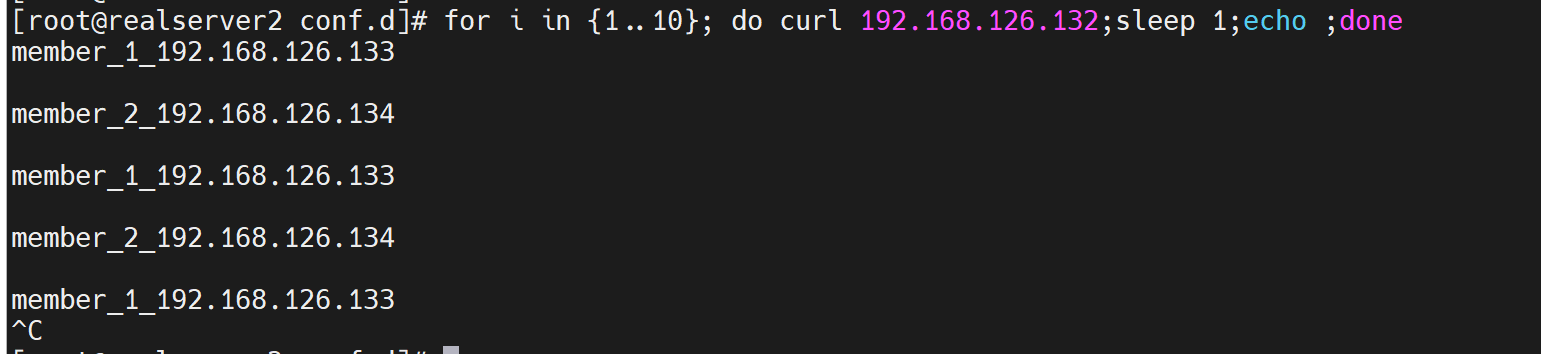 [root@realserver2 conf.d]# for i in {1..10}; do curl 192.168.126.132;sleep 1;echo ;done
member_1_192.168.126.133
member_2_192.168.126.134
member_1_192.168.126.133
member_2_192.168.126.134
member_1_192.168.126.133
^C